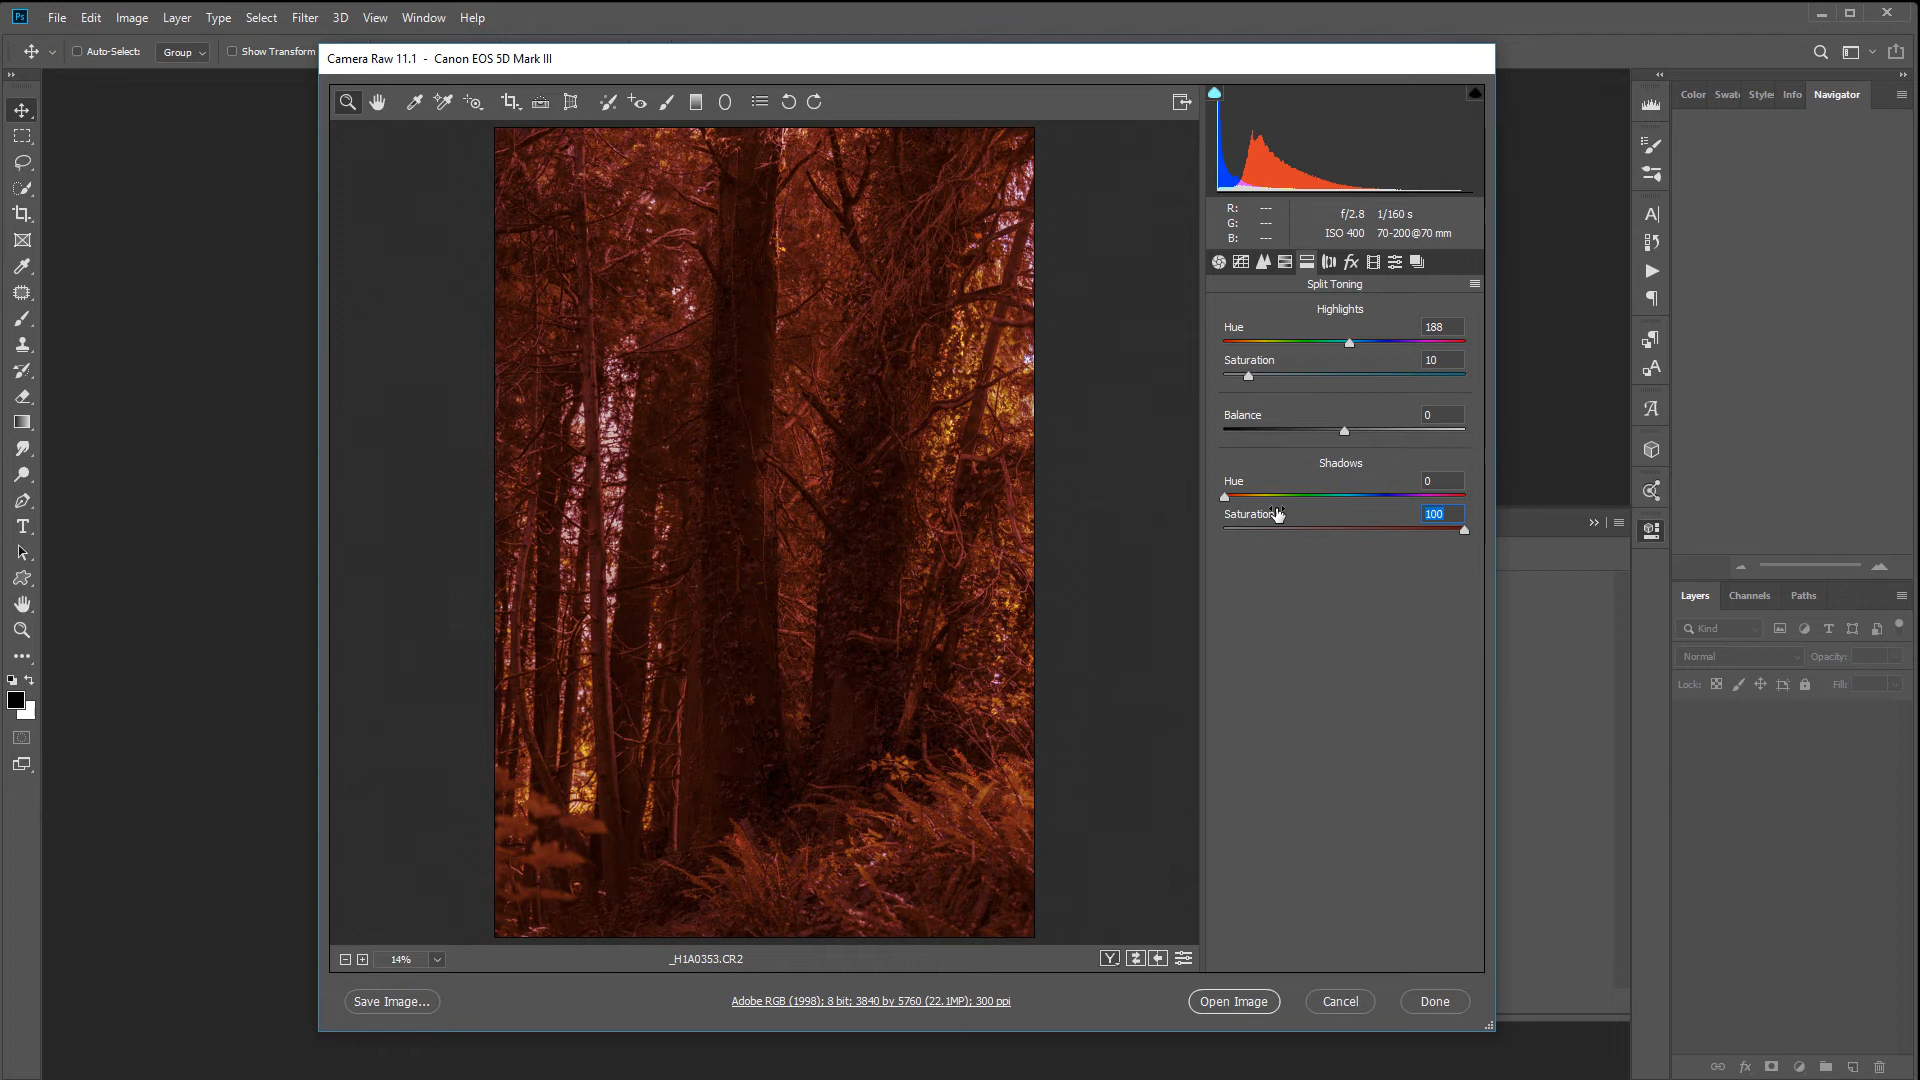 Ps File Edit Image Layer Type Select Filter 3D View Window Help
Auto-Select: Group Show Transform
Camera Raw 11.1 - Canon EOS 5D Mark III
Color Swat Style Info Navigator
R: ---
G: ---
B: ---
f/2.8 1/160 s
ISO 400 70-200@70 mm
Split Toning
Highlights
Hue 188
Saturation 10
Balance 0
Shadows
Hue 0
Saturation 100
Layers Channels Paths
Kind
Normal Opacity:
Lock: Fill:
14%
_H1A0353.CR2
Save Image...
Adobe RGB (1998); 8 bit; 3840 by 5760 (22.1MP); 300 ppi
Open Image
Cancel
Done